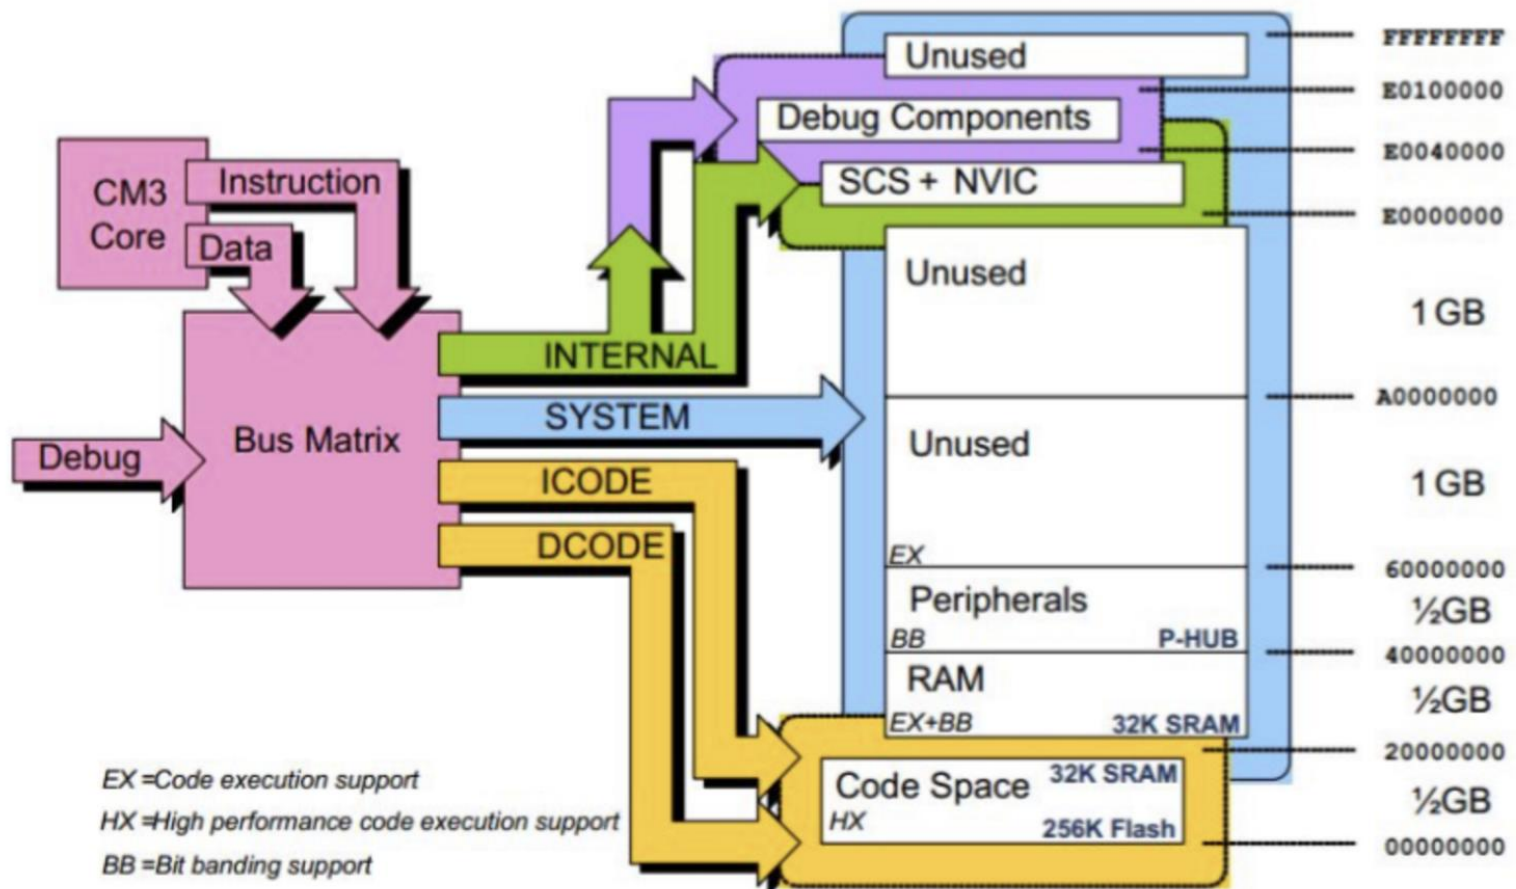 Unused
FFFFFFFF
E0100000
Debug Components
E0040000
CM3
Core
Instruction
Data
SCS + NVIC
E0000000
Unused
1 GB
INTERNAL
A0000000
SYSTEM
Bus Matrix
Debug
Unused
ICODE
1 GB
DCODE
EX
60000000
Peripherals
½GB
BB
P-HUB
40000000
RAM
½GB
EX+BB
32K SRAM
20000000
Code Space
32K SRAM
HX
256K Flash
½GB
00000000
EX =Code execution support
HX =High performance code execution support
BB =Bit banding support